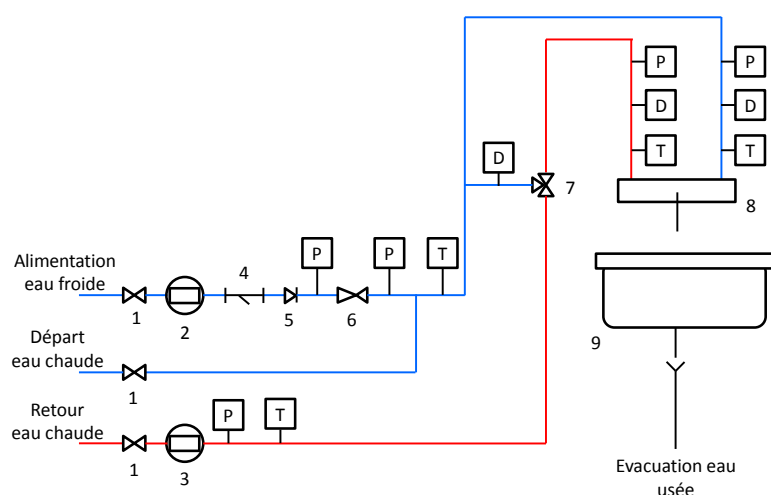 P
P
D
D
D
T
T
7
8
P
P
T
Alimentation
eau froide
4
1
2
5
6
9
Départ
eau chaude
1
Retour
eau chaude
P
T
1
3
Evacuation eau
usée